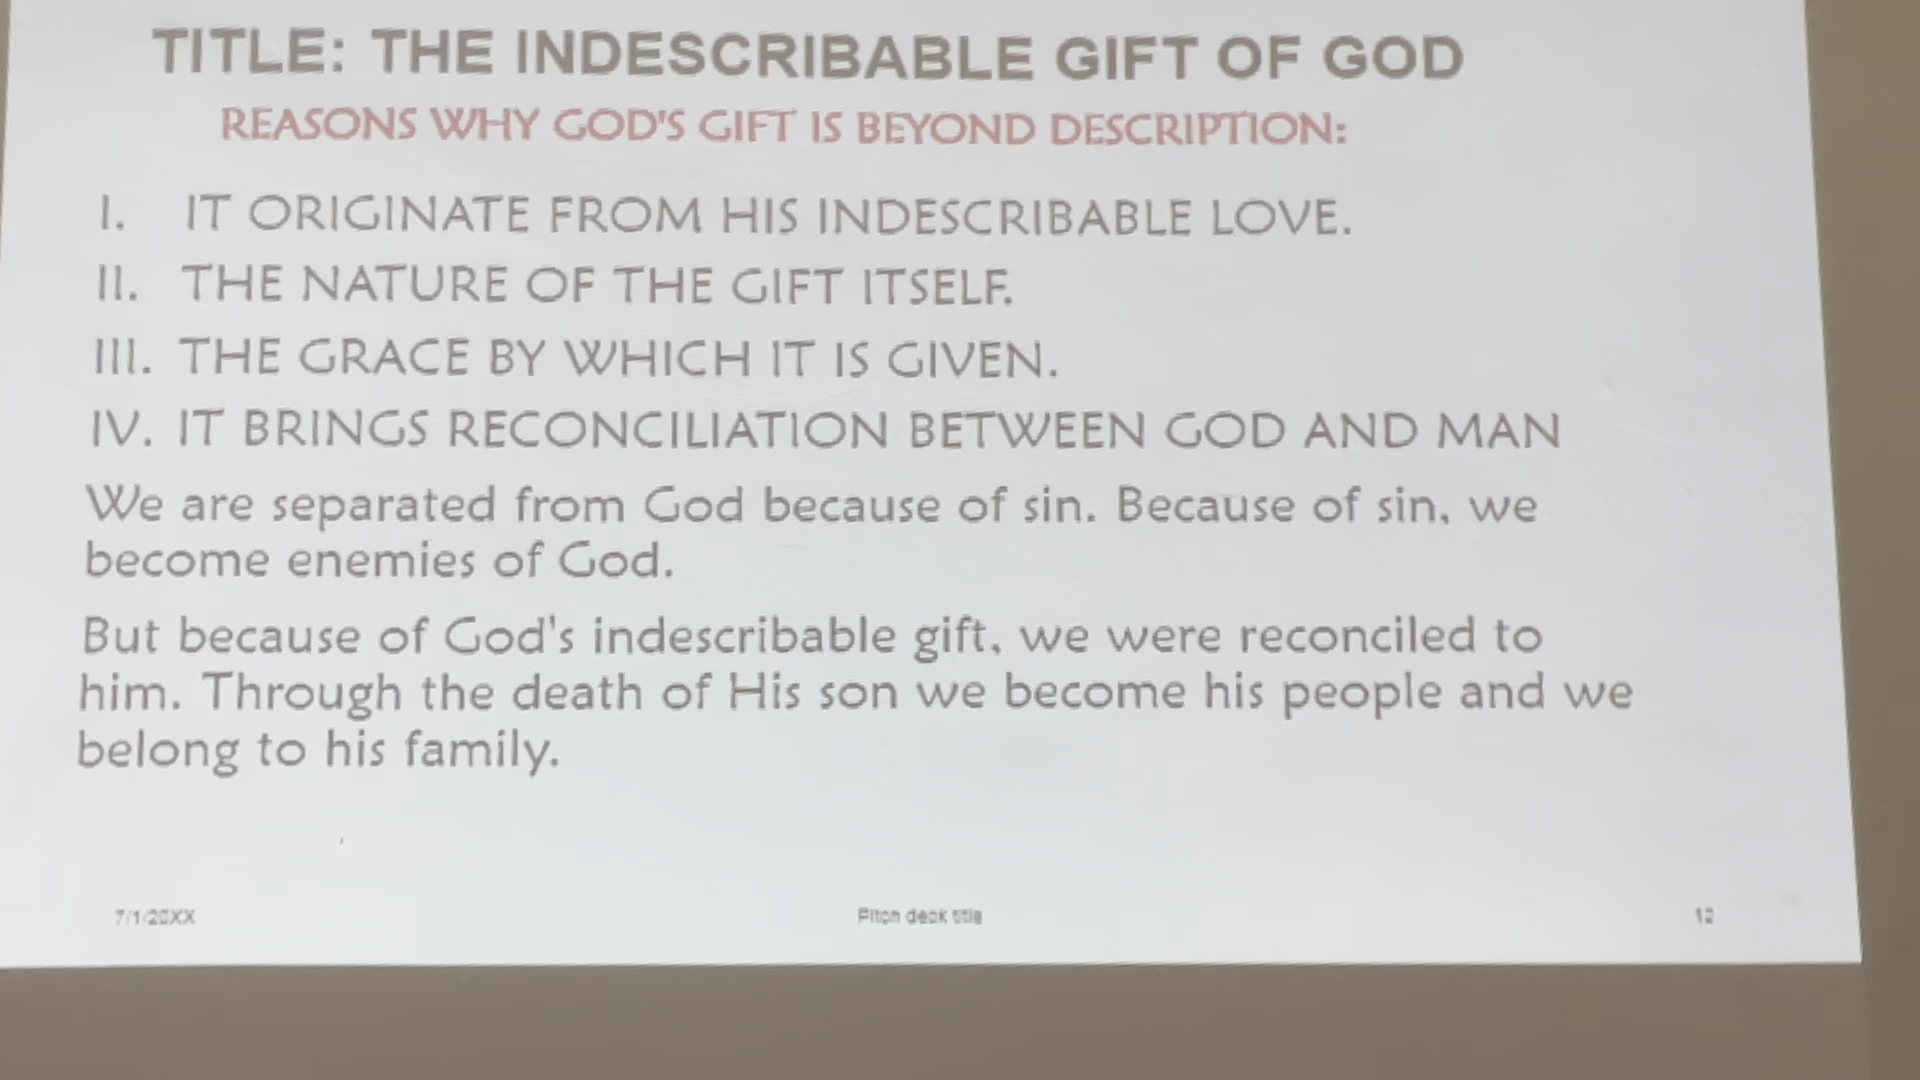 TITLE: THE INDESCRIBABLE GIFT OF GOD
REASONS WHY GOD'S GIFT IS BEYOND DESCRIPTION:
I. IT ORIGINATE FROM HIS INDESCRIBABLE LOVE.
II. THE NATURE OF THE GIFT ITSELF.
III. THE GRACE BY WHICH IT IS GIVEN.
IV. IT BRINGS RECONCILIATION BETWEEN GOD AND MAN
We are separated from God because of sin. Because of sin, we
become enemies of God.
But because of God's indescribable gift, we were reconciled to
him. Through the death of His son we become his people and we
belong to his family.
7/1/20XX Pitch deck title 12